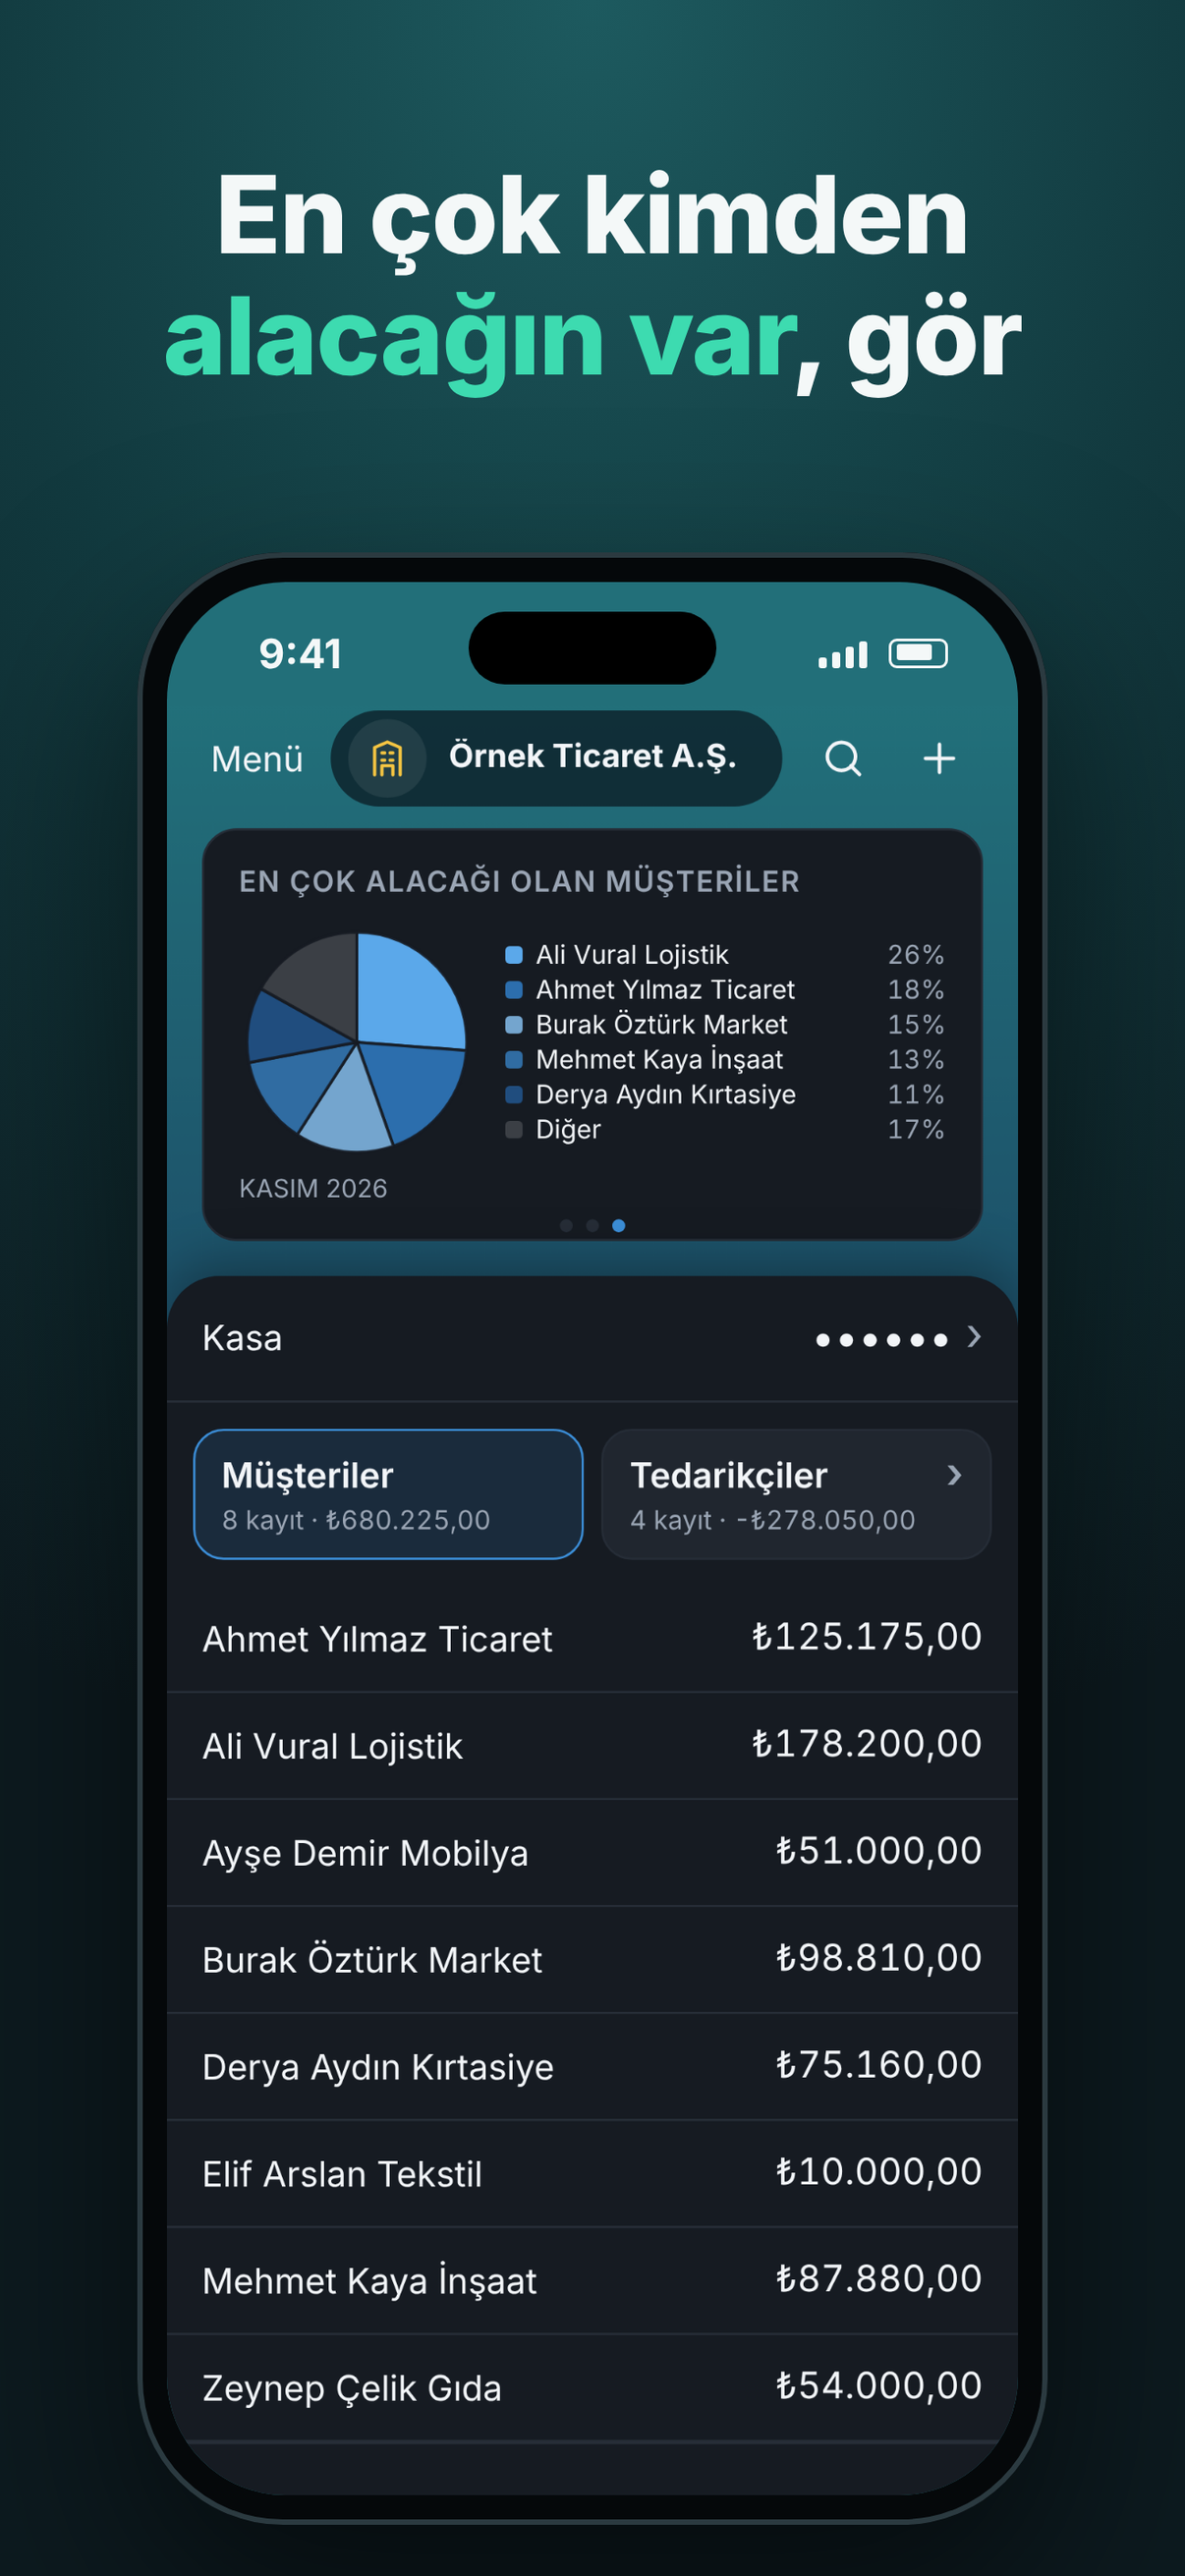 En çok kimden
alacağın var, gör
9:41
Menü
Örnek Ticaret A.Ş.
EN ÇOK ALACAĞI OLAN MÜŞTERİLER
Ali Vural Lojistik 26%
Ahmet Yılmaz Ticaret 18%
Burak Öztürk Market 15%
Mehmet Kaya İnşaat 13%
Derya Aydın Kırtasiye 11%
Diğer 17%
KASIM 2026
Kasa ●●●●●● ›
Müşteriler
8 kayıt · ₺680.225,00
Tedarikçiler ›
4 kayıt · -₺278.050,00
Ahmet Yılmaz Ticaret ₺125.175,00
Ali Vural Lojistik ₺178.200,00
Ayşe Demir Mobilya ₺51.000,00
Burak Öztürk Market ₺98.810,00
Derya Aydın Kırtasiye ₺75.160,00
Elif Arslan Tekstil ₺10.000,00
Mehmet Kaya İnşaat ₺87.880,00
Zeynep Çelik Gıda ₺54.000,00